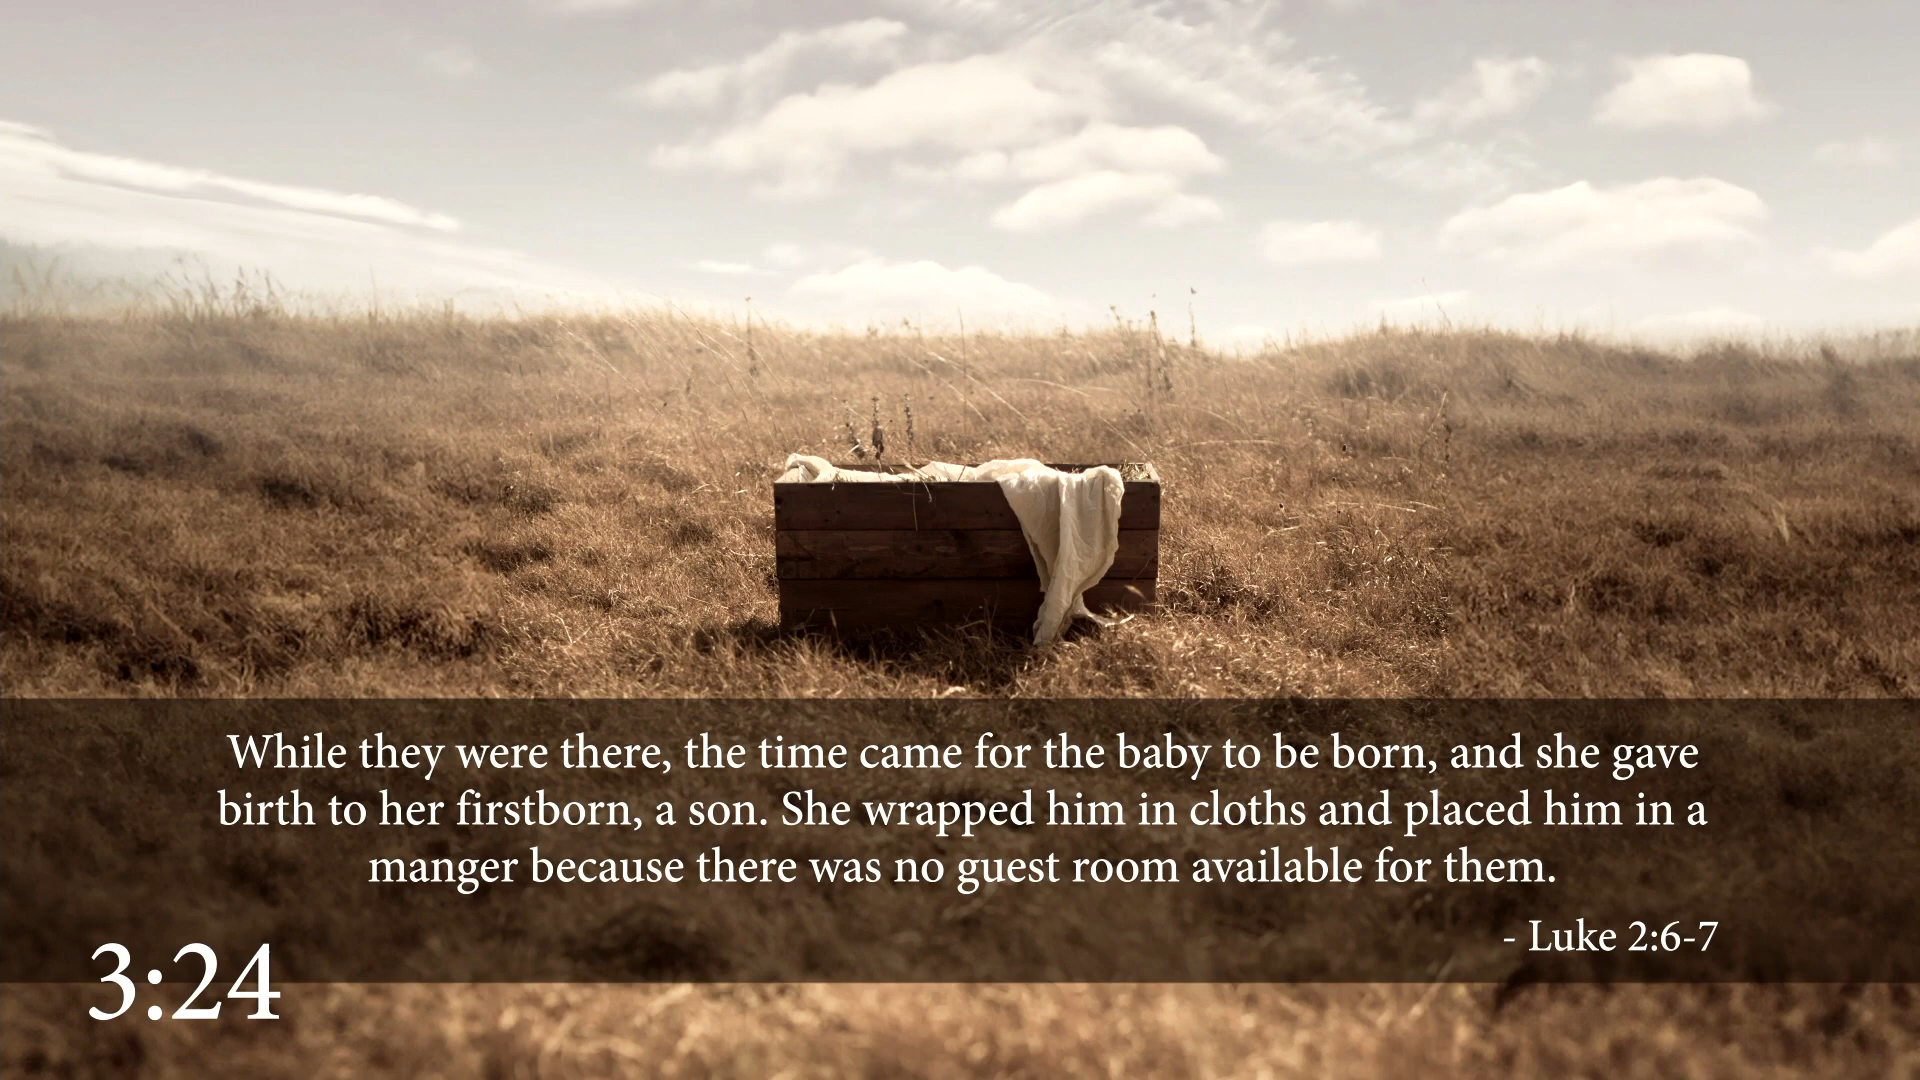 While they were there, the time came for the baby to be born, and she gave
birth to her firstborn, a son. She wrapped him in cloths and placed him in a
manger because there was no guest room available for them.
- Luke 2:6-7
3:24